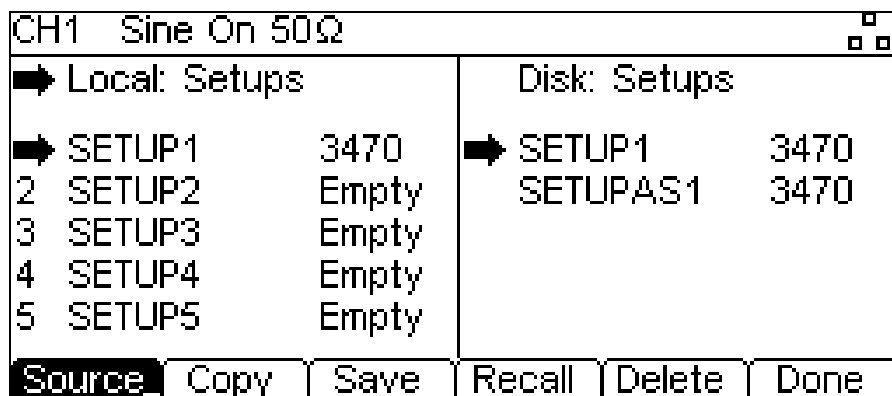 CH1 Sine On 50Ω
Local: Setups
SETUP1 3470
2 SETUP2 Empty
3 SETUP3 Empty
4 SETUP4 Empty
5 SETUP5 Empty
Disk: Setups
SETUP1 3470
SETUPAS1 3470
Source Copy Save Recall Delete Done